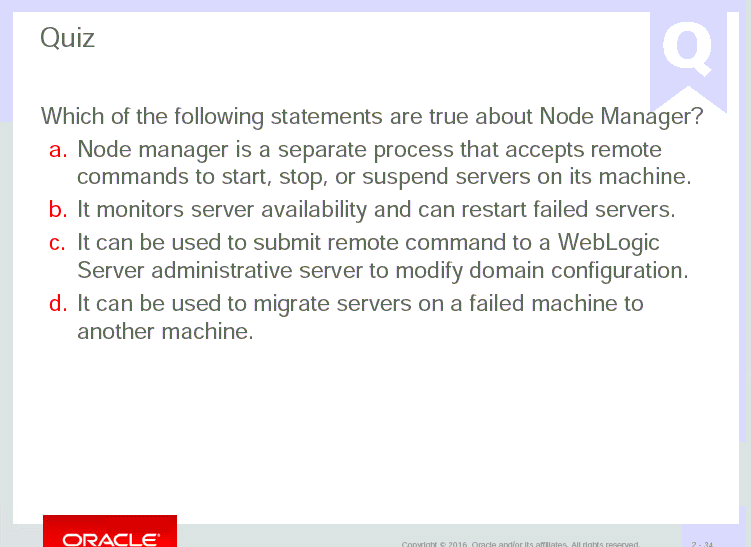 Quiz
Q
Which of the following statements are true about Node Manager?
a. Node manager is a separate process that accepts remote
commands to start, stop, or suspend servers on its machine.
b. It monitors server availability and can restart failed servers.
c. It can be used to submit remote command to a WebLogic
Server administrative server to modify domain configuration.
d. It can be used to migrate servers on a failed machine to
another machine.
ORACLE
Copyright © 2016, Oracle and/or its affiliates. All rights reserved.
2 - 34